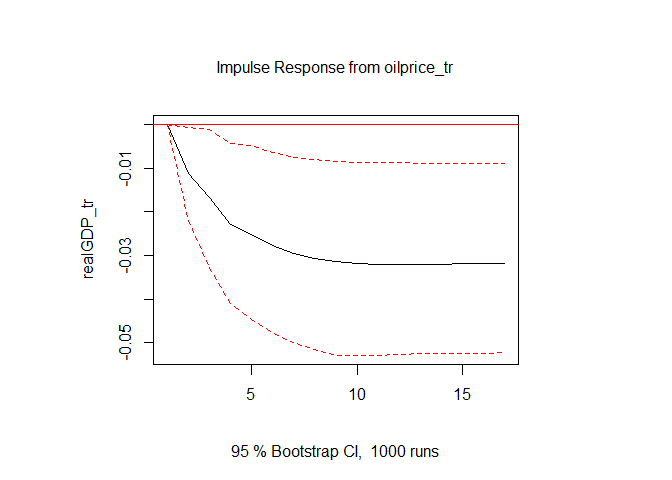 Impulse Response from oilprice_tr
realGDP_tr
-0.01
-0.03
-0.05
5 10 15
95 % Bootstrap CI,  1000 runs